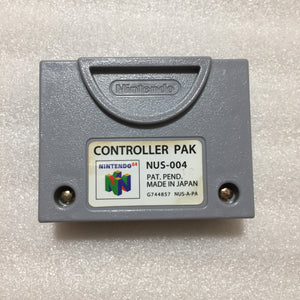 Nintendo
CONTROLLER PAK
NINTENDO 64
NUS-004
PAT. PEND.
MADE IN JAPAN
G744857 NUS-A-PA